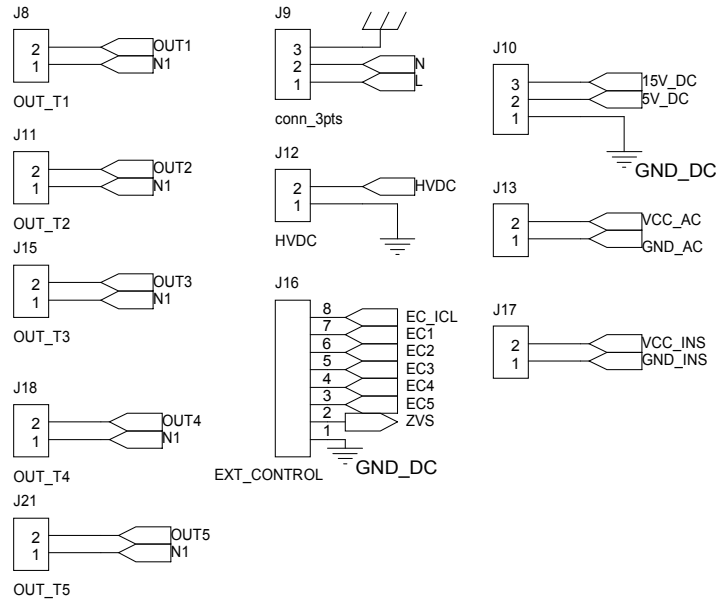 J8
2
OUT1
1
N1
OUT_T1
J11
2
OUT2
1
N1
OUT_T2
J15
2
OUT3
1
N1
OUT_T3
J18
2
OUT4
1
N1
OUT_T4
J21
2
OUT5
1
N1
OUT_T5
J9
3
2
N
1
L
conn_3pts
J12
2
HVDC
1
HVDC
J16
8
EC_ICL
7
EC1
6
EC2
5
EC3
4
EC4
3
EC5
2
ZVS
1
GND_DC
EXT_CONTROL
J10
3
15V_DC
2
5V_DC
1
GND_DC
J13
2
VCC_AC
1
GND_AC
J17
2
VCC_INS
1
GND_INS